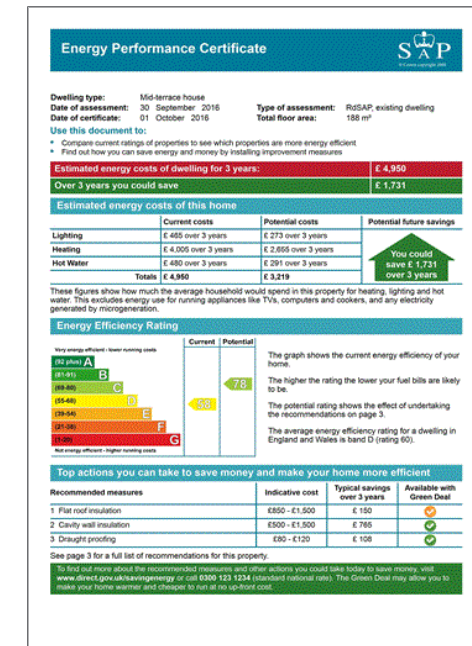 Energy Performance Certificate
SAP
Dwelling type: Mid-terrace house
Date of assessment: 30 September 2016 Type of assessment: RdSAP, existing dwelling
Date of certificate: 01 October 2016 Total floor area: 188 m²
Use this document to:
• Compare current ratings of properties to see which properties are more energy efficient
• Find out how you can save energy and money by installing improvement measures
Estimated energy costs of dwelling for 3 years: £ 4,950
Over 3 years you could save £ 1,731
Estimated energy costs of this home
Current costs Potential costs Potential future savings
Lighting £ 465 over 3 years £ 273 over 3 years
Heating £ 4,005 over 3 years £ 2,655 over 3 years
Hot Water £ 480 over 3 years £ 291 over 3 years
Totals £ 4,950 £ 3,219
You could
save £ 1,731
over 3 years
These figures show how much the average household would spend in this property for heating, lighting and hot
water. This excludes energy use for running appliances like TVs, computers and cookers, and any electricity
generated by microgeneration.
Energy Efficiency Rating
Current Potential
Very energy efficient - lower running costs
(92 plus) A
(81-91) B
(69-80) C
(55-68) D
(39-54) E
(21-38) F
(1-20) G
Not energy efficient - higher running costs
58
78
The graph shows the current energy efficiency of your
home.
The higher the rating the lower your fuel bills are likely
to be.
The potential rating shows the effect of undertaking
the recommendations on page 3.
The average energy efficiency rating for a dwelling in
England and Wales is band D (rating 60).
Top actions you can take to save money and make your home more efficient
Recommended measures Indicative cost Typical savings over 3 years Available with Green Deal
1 Flat roof insulation £850 - £1,500 £ 150
2 Cavity wall insulation £500 - £1,500 £ 765
3 Draught proofing £80 - £120 £ 108
See page 3 for a full list of recommendations for this property.
To find out more about the recommended measures and other actions you could take today to save money, visit
www.direct.gov.uk/savingenergy or call 0300 123 1234 (standard national rate). The Green Deal may allow you to
make your home warmer and cheaper to run at no up-front cost.